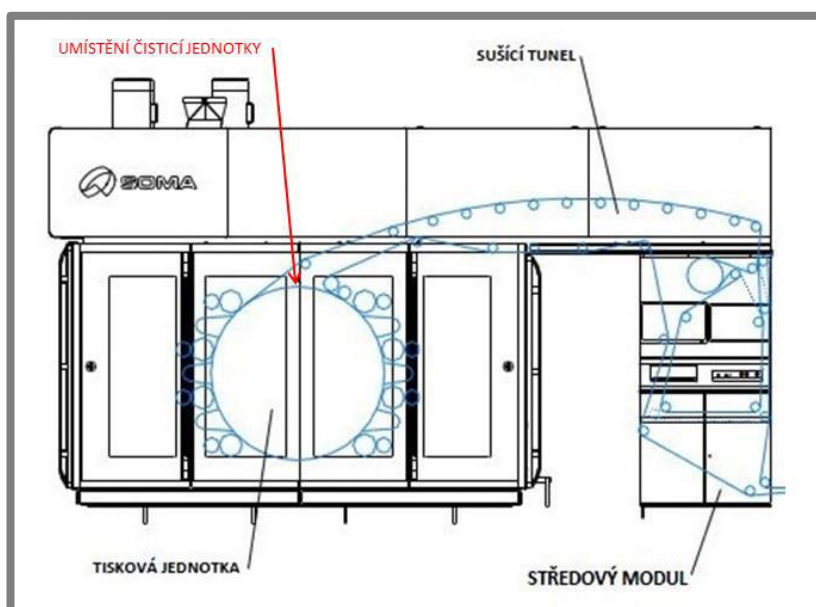 UMÍSTĚNÍ ČISTICÍ JEDNOTKY
SUŠÍCÍ TUNEL
SOMA
TISKOVÁ JEDNOTKA
STŘEDOVÝ MODUL